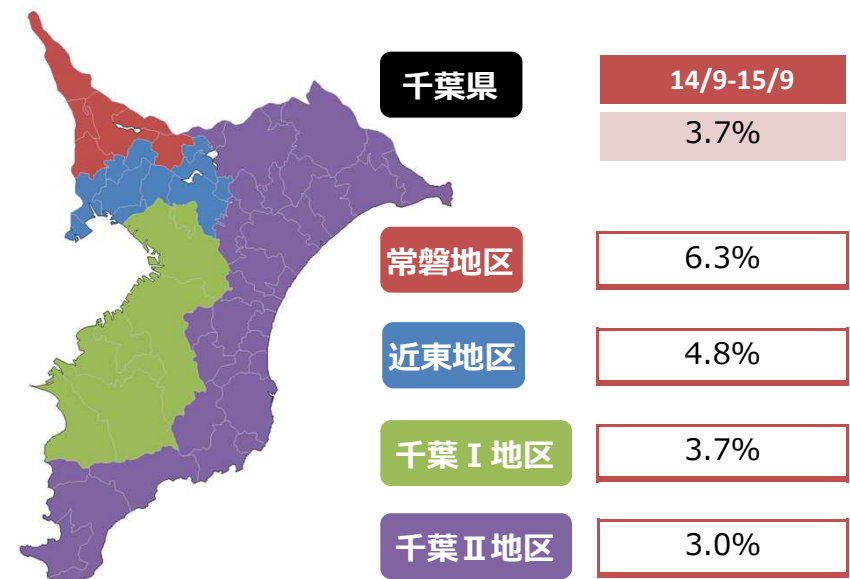 千葉県 14/9-15/9
3.7%
常磐地区 6.3%
近東地区 4.8%
千葉Ⅰ地区 3.7%
千葉Ⅱ地区 3.0%